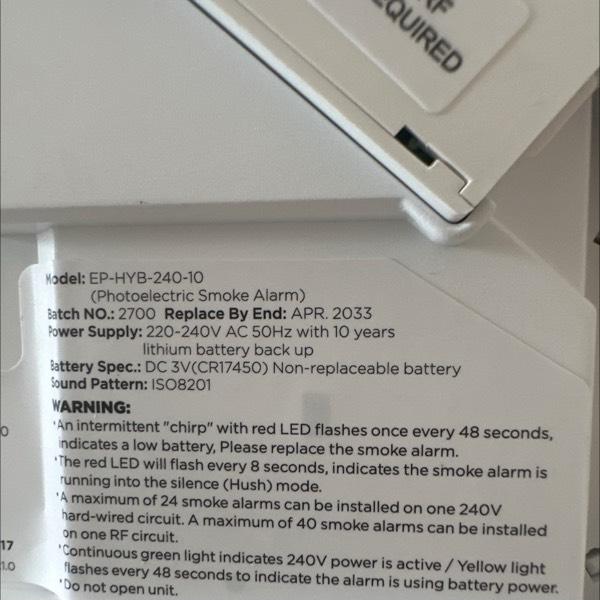 RF
REQUIRED
Model: EP-HYB-240-10
(Photoelectric Smoke Alarm)
Batch NO.: 2700 Replace By End: APR. 2033
Power Supply: 220-240V AC 50Hz with 10 years
lithium battery back up
Battery Spec.: DC 3V(CR17450) Non-replaceable battery
Sound Pattern: ISO8201
WARNING:
*An intermittent "chirp" with red LED flashes once every 48 seconds,
indicates a low battery, Please replace the smoke alarm.
*The red LED will flash every 8 seconds, indicates the smoke alarm is
running into the silence (Hush) mode.
*A maximum of 24 smoke alarms can be installed on one 240V
hard-wired circuit. A maximum of 40 smoke alarms can be installed
on one RF circuit.
*Continuous green light indicates 240V power is active / Yellow light
flashes every 48 seconds to indicate the alarm is using battery power.
*Do not open unit.
17
1.0